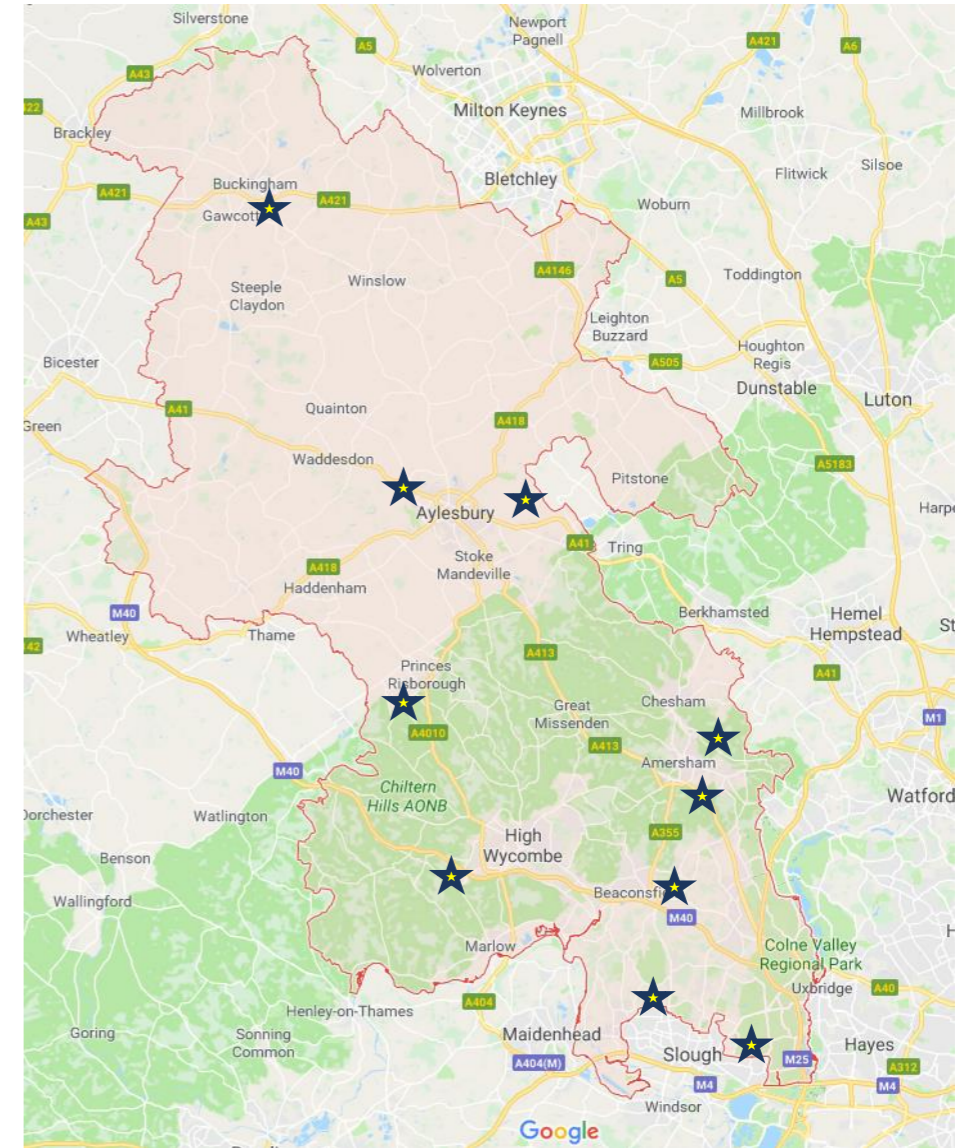 Silverstone
Newport
Pagnell
A5
A421
A6
A43
Wolverton
Milton Keynes
Millbrook
Brackley
Silsoe
Flitwick
Bletchley
Buckingham
A421
A421
Woburn
A43
A4146
Toddington
A5
Steeple
Claydon
Winslow
Leighton
Buzzard
Houghton
Regis
Bicester
A505
Dunstable
Luton
A41
Quainton
A418
Green
Waddesdon
A5183
Pitstone
Aylesbury
A41
Tring
Stoke
Mandeville
A418
Haddenham
M40
Berkhamsted
Hemel
Hempstead
Wheatley
Thame
A413
A41
Princes
Risborough
Chesham
Great
Missenden
M1
A4010
A413
Amersham
M40
Chiltern
Hills AONB
Watford
Watlington
A355
High
Wycombe
Benson
Wallingford
M40
Marlow
Colne Valley
Regional Park
Uxbridge
A40
A404
Henley-on-Thames
Goring
Sonning
Common
Maidenhead
Slough
Hayes
M25
A404(M)
A312
M4
M4
Windsor
Google